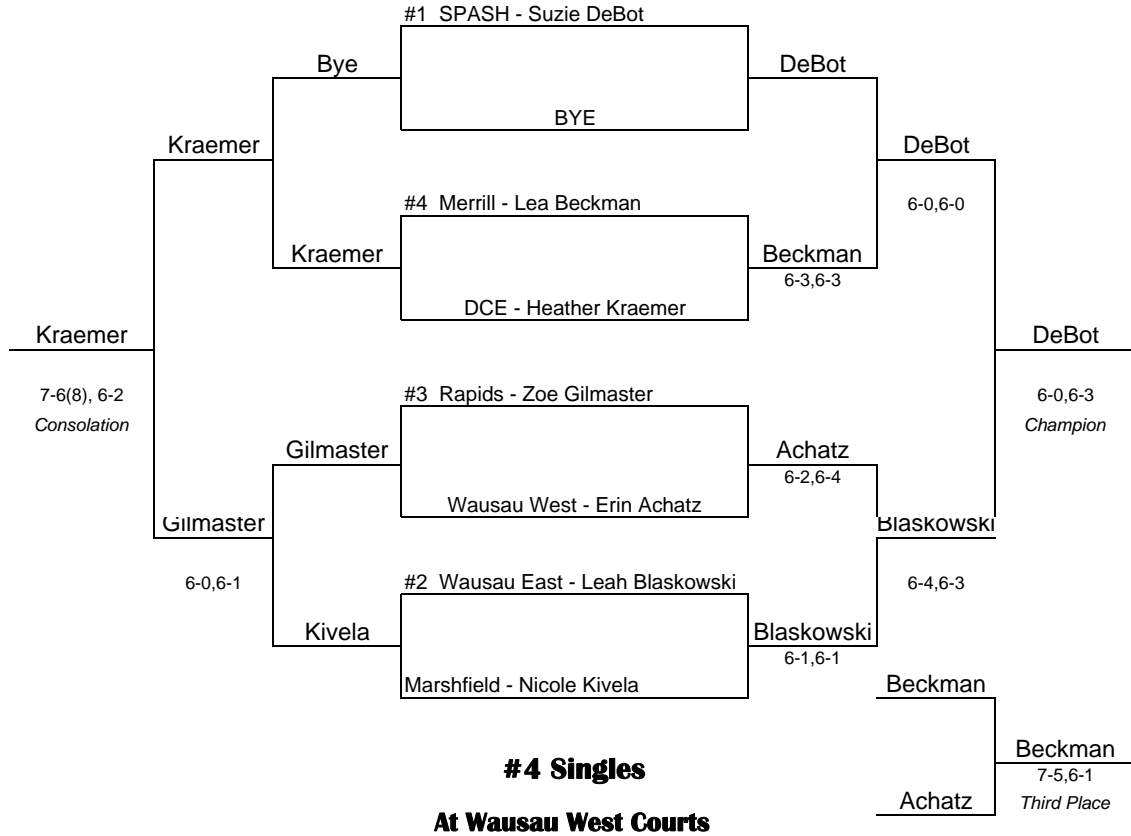 #1 SPASH - Suzie DeBot
Bye
DeBot
BYE
Kraemer
DeBot
#4 Merrill - Lea Beckman
6-0,6-0
Kraemer
Beckman
6-3,6-3
DCE - Heather Kraemer
Kraemer
DeBot
7-6(8), 6-2
#3 Rapids - Zoe Gilmaster
6-0,6-3
Consolation
Champion
Gilmaster
Achatz
6-2,6-4
Wausau West - Erin Achatz
Gilmaster
Blaskowski
6-0,6-1
#2 Wausau East - Leah Blaskowski
6-4,6-3
Kivela
Blaskowski
6-1,6-1
Marshfield - Nicole Kivela
Beckman
#4 Singles
Beckman
7-5,6-1
Achatz
Third Place
At Wausau West Courts